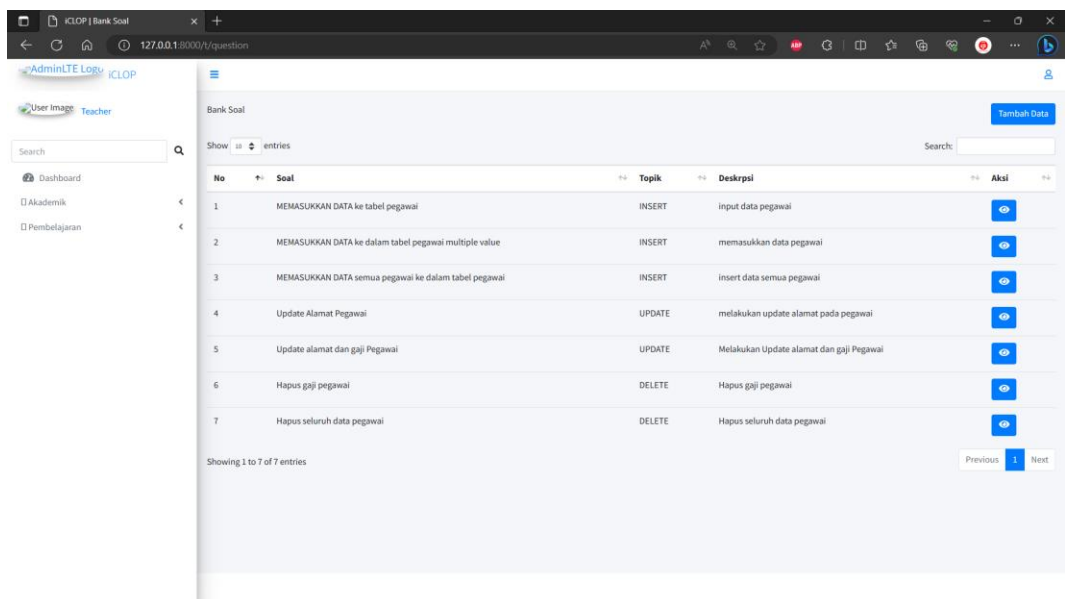 iCLOP | Bank Soal
127.0.0.1:8000/t/question
ABP
AdminLTE Logo iCLOP
User Image Teacher
Bank Soal
Tambah Data
Search
Show 10 entries
Search:
Dashboard
Akademik
Pembelajaran
No Soal Topik Deskrpsi Aksi
1 MEMASUKKAN DATA ke tabel pegawai INSERT input data pegawai
2 MEMASUKKAN DATA ke dalam tabel pegawai multiple value INSERT memasukkan data pegawai
3 MEMASUKKAN DATA semua pegawai ke dalam tabel pegawai INSERT insert data semua pegawai
4 Update Alamat Pegawai UPDATE melakukan update alamat pada pegawai
5 Update alamat dan gaji Pegawai UPDATE Melakukan Update alamat dan gaji Pegawai
6 Hapus gaji pegawai DELETE Hapus gaji pegawai
7 Hapus seluruh data pegawai DELETE Hapus seluruh data pegawai
Showing 1 to 7 of 7 entries
Previous 1 Next